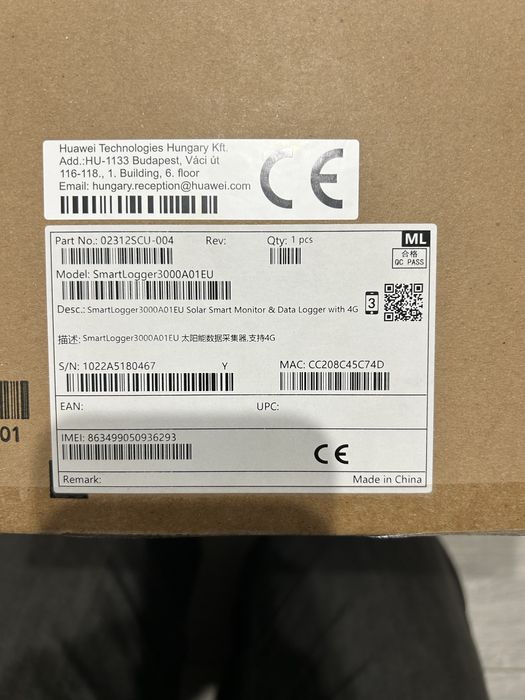 Huawei Technologies Hungary Kft.
Add.:HU-1133 Budapest, Váci út
116-118., 1. Building, 6. floor
Email: hungary.reception@huawei.com
CE
Part No.: 02312SCU-004 Rev: Qty: 1 pcs ML
合格
QC PASS
Model: SmartLogger3000A01EU
Desc.: SmartLogger3000A01EU Solar Smart Monitor & Data Logger with 4G
3
描述: SmartLogger3000A01EU 太阳能数据采集器,支持4G
S/N: 1022A5180467 Y MAC: CC208C45C74D
EAN: UPC:
01
IMEI: 863499050936293
CE
Remark: Made in China